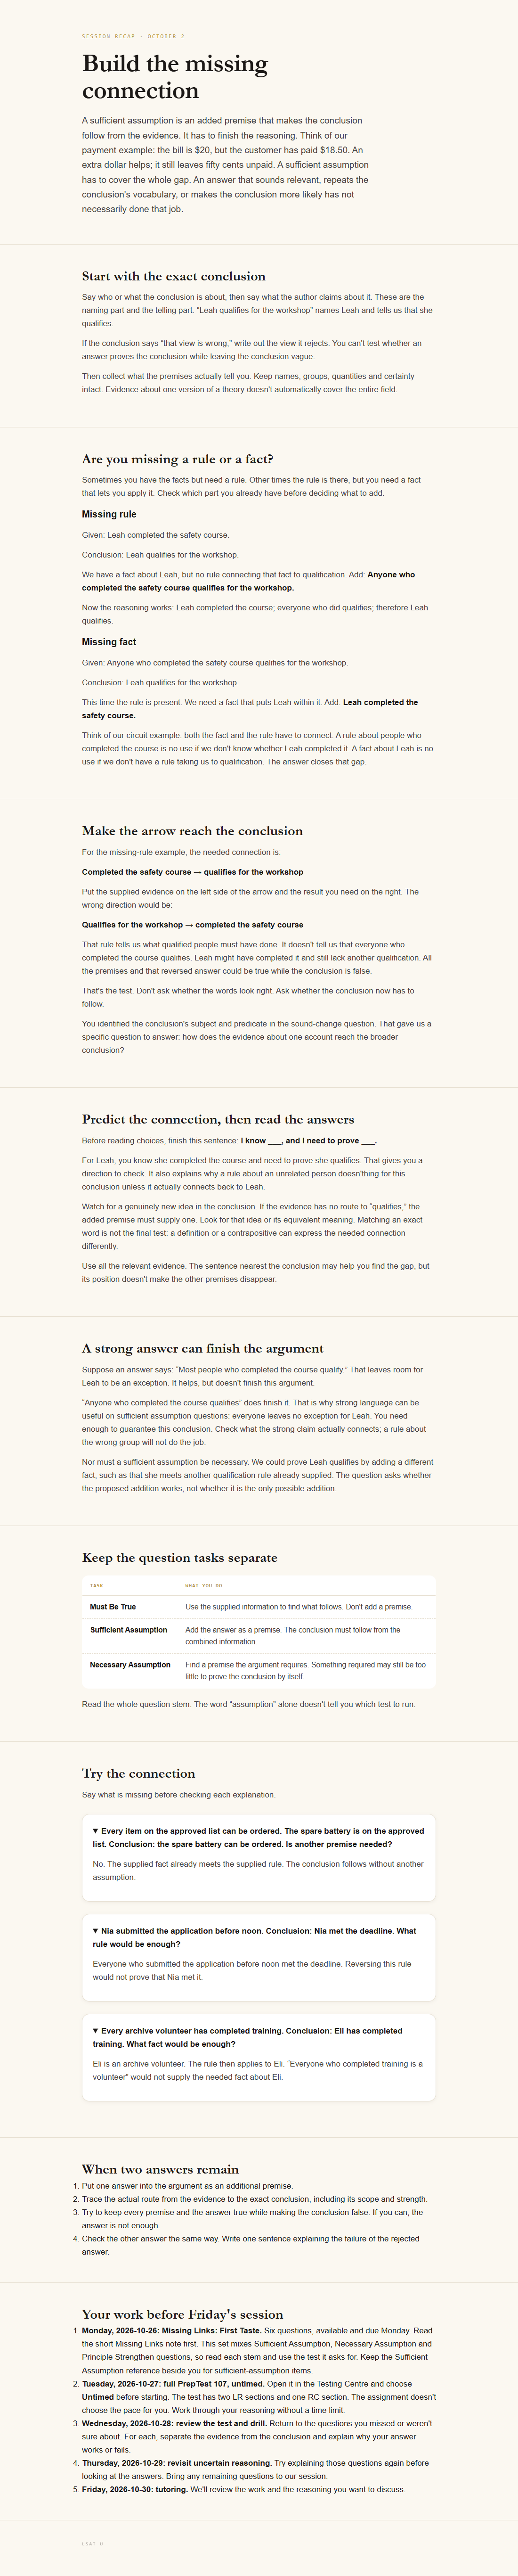 SESSION RECAP · OCTOBER 2
Build the missing
connection
A sufficient assumption is an added premise that makes the conclusion
follow from the evidence. It has to finish the reasoning. Think of our
payment example: the bill is $20, but the customer has paid $18.50. An
extra dollar helps; it still leaves fifty cents unpaid. A sufficient assumption
has to cover the whole gap. An answer that sounds relevant, repeats the
conclusion's vocabulary, or makes the conclusion more likely has not
necessarily done that job.
Start with the exact conclusion
Say who or what the conclusion is about, then say what the author claims about it. These are the
naming part and the telling part. "Leah qualifies for the workshop" names Leah and tells us that she
qualifies.
If the conclusion says "that view is wrong," write out the view it rejects. You can't test whether an
answer proves the conclusion while leaving the conclusion vague.
Then collect what the premises actually tell you. Keep names, groups, quantities and certainty
intact. Evidence about one version of a theory doesn't automatically cover the entire field.
Are you missing a rule or a fact?
Sometimes you have the facts but need a rule. Other times the rule is there, but you need a fact
that lets you apply it. Check which part you already have before deciding what to add.
Missing rule
Given: Leah completed the safety course.
Conclusion: Leah qualifies for the workshop.
We have a fact about Leah, but no rule connecting that fact to qualification. Add: Anyone who
completed the safety course qualifies for the workshop.
Now the reasoning works: Leah completed the course; everyone who did qualifies; therefore Leah
qualifies.
Missing fact
Given: Anyone who completed the safety course qualifies for the workshop.
Conclusion: Leah qualifies for the workshop.
This time the rule is present. We need a fact that puts Leah within it. Add: Leah completed the
safety course.
Think of our circuit example: both the fact and the rule have to connect. A rule about people who
completed the course is no use if we don't know whether Leah completed it. A fact about Leah is no
use if we don't have a rule taking us to qualification. The answer closes that gap.
Make the arrow reach the conclusion
For the missing-rule example, the needed connection is:
Completed the safety course → qualifies for the workshop
Put the supplied evidence on the left side of the arrow and the result you need on the right. The
wrong direction would be:
Qualifies for the workshop → completed the safety course
That rule tells us what qualified people must have done. It doesn't tell us that everyone who
completed the course qualifies. Leah might have completed it and still lack another qualification. All
the premises and that reversed answer could be true while the conclusion is false.
That's the test. Don't ask whether the words look right. Ask whether the conclusion now has to
follow.
You identified the conclusion's subject and predicate in the sound-change question. That gave us a
specific question to answer: how does the evidence about one account reach the broader
conclusion?
Predict the connection, then read the answers
Before reading choices, finish this sentence: I know ___, and I need to prove ___.
For Leah, you know she completed the course and need to prove she qualifies. That gives you a
direction to check. It also explains why a rule about an unrelated person doesn'thing for this
conclusion unless it actually connects back to Leah.
Watch for a genuinely new idea in the conclusion. If the evidence has no route to "qualifies," the
added premise must supply one. Look for that idea or its equivalent meaning. Matching an exact
word is not the final test: a definition or a contrapositive can express the needed connection
differently.
Use all the relevant evidence. The sentence nearest the conclusion may help you find the gap, but
its position doesn't make the other premises disappear.
A strong answer can finish the argument
Suppose an answer says: "Most people who completed the course qualify." That leaves room for
Leah to be an exception. It helps, but doesn't finish this argument.
"Anyone who completed the course qualifies" does finish it. That is why strong language can be
useful on sufficient assumption questions: everyone leaves no exception for Leah. You need
enough to guarantee this conclusion. Check what the strong claim actually connects; a rule about
the wrong group will not do the job.
Nor must a sufficient assumption be necessary. We could prove Leah qualifies by adding a different
fact, such as that she meets another qualification rule already supplied. The question asks whether
the proposed addition works, not whether it is the only possible addition.
Keep the question tasks separate
TASK WHAT YOU DO
Must Be True Use the supplied information to find what follows. Don't add a premise.
Sufficient Assumption Add the answer as a premise. The conclusion must follow from the
combined information.
Necessary Assumption Find a premise the argument requires. Something required may still be too
little to prove the conclusion by itself.
Read the whole question stem. The word "assumption" alone doesn't tell you which test to run.
Try the connection
Say what is missing before checking each explanation.
▼ Every item on the approved list can be ordered. The spare battery is on the approved
list. Conclusion: the spare battery can be ordered. Is another premise needed?
No. The supplied fact already meets the supplied rule. The conclusion follows without another
assumption.
▼ Nia submitted the application before noon. Conclusion: Nia met the deadline. What
rule would be enough?
Everyone who submitted the application before noon met the deadline. Reversing this rule
would not prove that Nia met it.
▼ Every archive volunteer has completed training. Conclusion: Eli has completed
training. What fact would be enough?
Eli is an archive volunteer. The rule then applies to Eli. "Everyone who completed training is a
volunteer" would not supply the needed fact about Eli.
When two answers remain
1. Put one answer into the argument as an additional premise.
2. Trace the actual route from the evidence to the exact conclusion, including its scope and strength.
3. Try to keep every premise and the answer true while making the conclusion false. If you can, the
answer is not enough.
4. Check the other answer the same way. Write one sentence explaining the failure of the rejected
answer.
Your work before Friday's session
1. Monday, 2026-10-26: Missing Links: First Taste. Six questions, available and due Monday. Read
the short Missing Links note first. This set mixes Sufficient Assumption, Necessary Assumption and
Principle Strengthen questions, so read each stem and use the test it asks for. Keep the Sufficient
Assumption reference beside you for sufficient-assumption items.
2. Tuesday, 2026-10-27: full PrepTest 107, untimed. Open it in the Testing Centre and choose
Untimed before starting. The test has two LR sections and one RC section. The assignment doesn't
choose the pace for you. Work through your reasoning without a time limit.
3. Wednesday, 2026-10-28: review the test and drill. Return to the questions you missed or weren't
sure about. For each, separate the evidence from the conclusion and explain why your answer
works or fails.
4. Thursday, 2026-10-29: revisit uncertain reasoning. Try explaining those questions again before
looking at the answers. Bring any remaining questions to our session.
5. Friday, 2026-10-30: tutoring. We'll review the work and the reasoning you want to discuss.
LSAT U